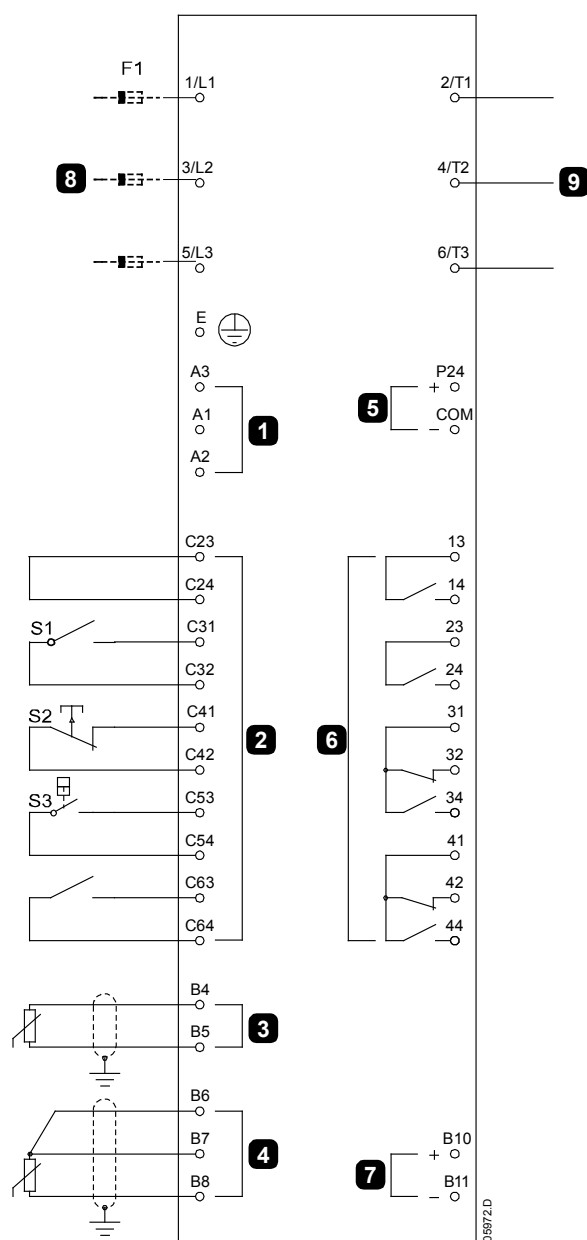 F1
1/L1 2/T1
8 3/L2 4/T2 9
5/L3 6/T3
E
A3 P24
+
1 5
A1 COM
-
A2
C23 13
C24 14
S1 C31 23
C32 24
S2 C41 31
2 6
C42 32
S3 C53 34
C54 41
C63 42
C64 44
B4
3
B5
B6
B7 B10
+
4 7
B8 B11
-
05972.D